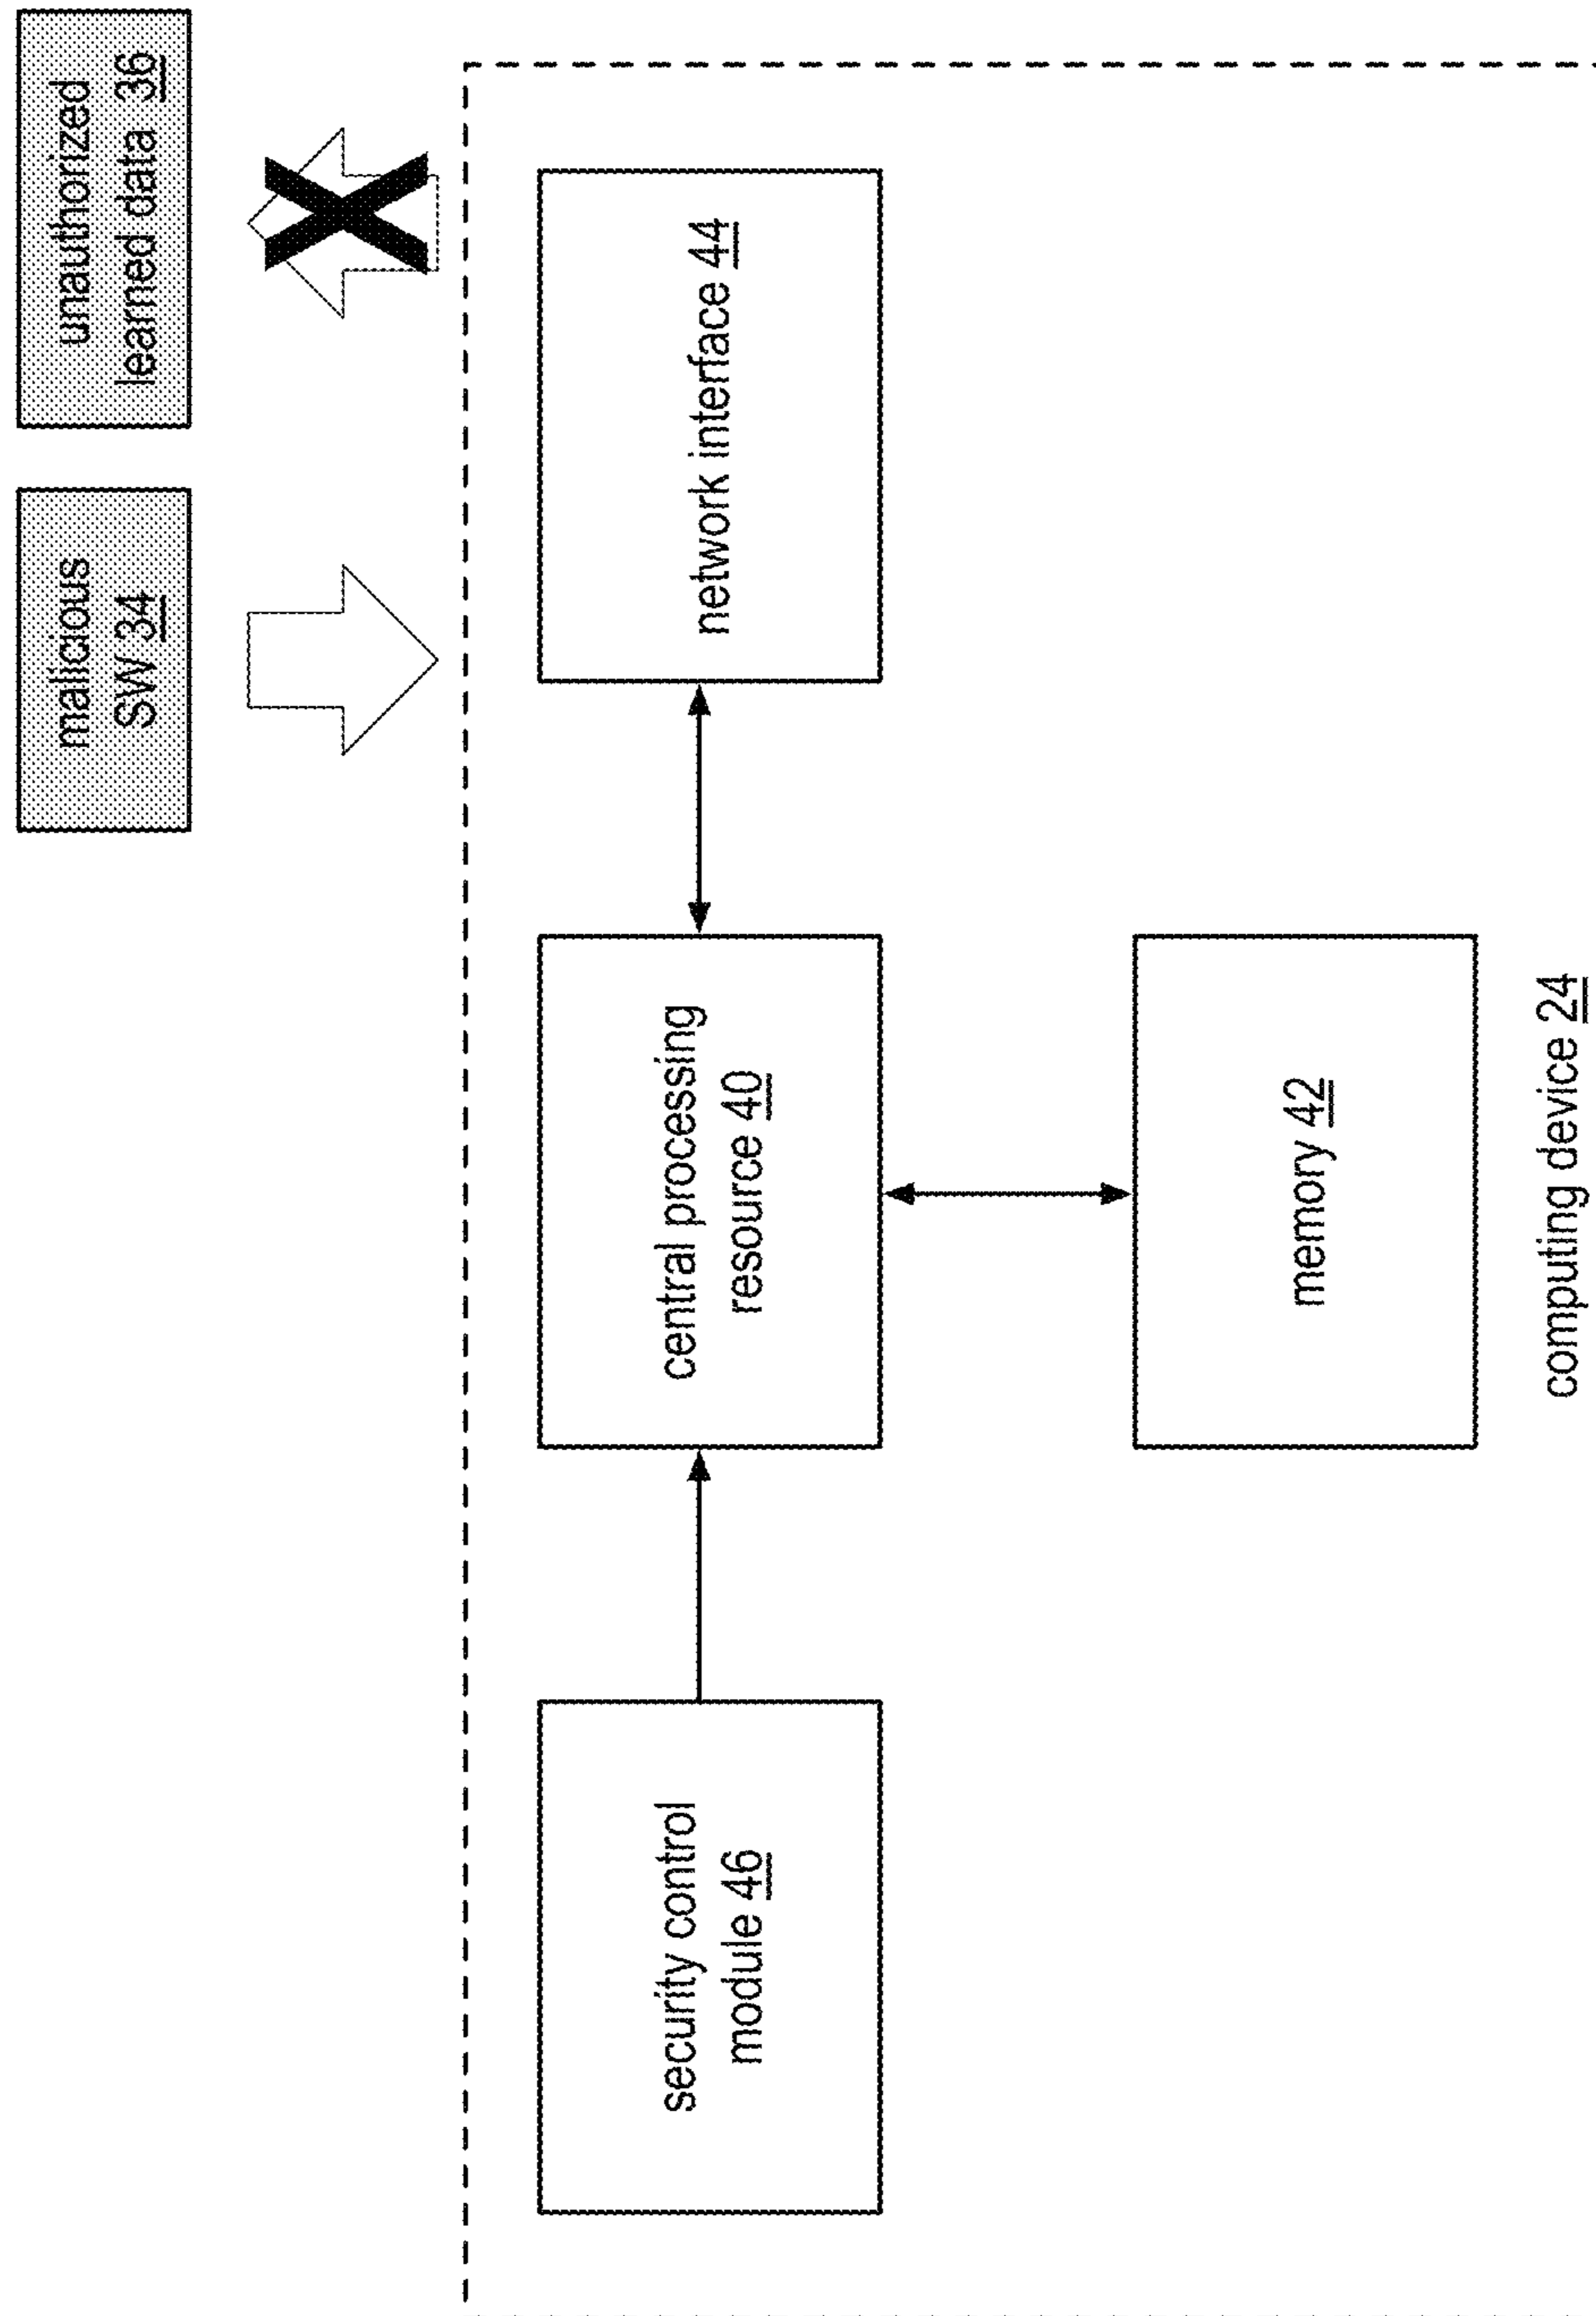 malicious
SW 34
unauthorized
learned data 36
security control
module 46
central processing
resource 40
network interface 44
memory 42
computing device 24